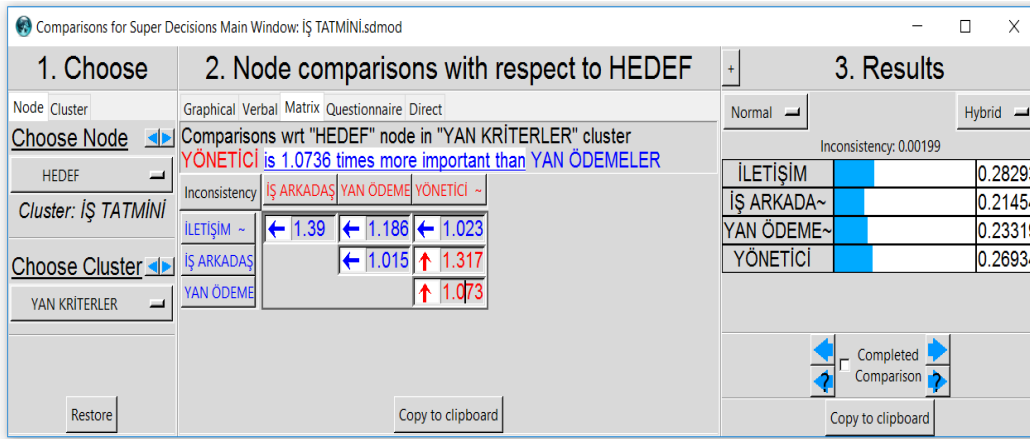 Comparisons for Super Decisions Main Window: İŞ TATMİNİ.sdmod
1. Choose
2. Node comparisons with respect to HEDEF
+
3. Results
Node Cluster
Graphical Verbal Matrix Questionnaire Direct
Normal
Hybrid
Choose Node
HEDEF
Cluster: İŞ TATMİNİ
Choose Cluster
YAN KRİTERLER
Restore
Comparisons wrt "HEDEF" node in "YAN KRİTERLER" cluster
YÖNETİCİ is 1.0736 times more important than YAN ÖDEMELER
Inconsistency İŞ ARKADAŞ YAN ÖDEME YÖNETİCİ ~
İLETİŞİM ~ ← 1.39 ← 1.186 ← 1.023
İŞ ARKADAŞ ← 1.015 ↑ 1.317
YAN ÖDEME ↑ 1.073
Copy to clipboard
Inconsistency: 0.00199
İLETİŞİM 0.28293
İŞ ARKADA~ 0.21454
YAN ÖDEME~ 0.23319
YÖNETİCİ 0.26934
Completed
Comparison
? ?
Copy to clipboard